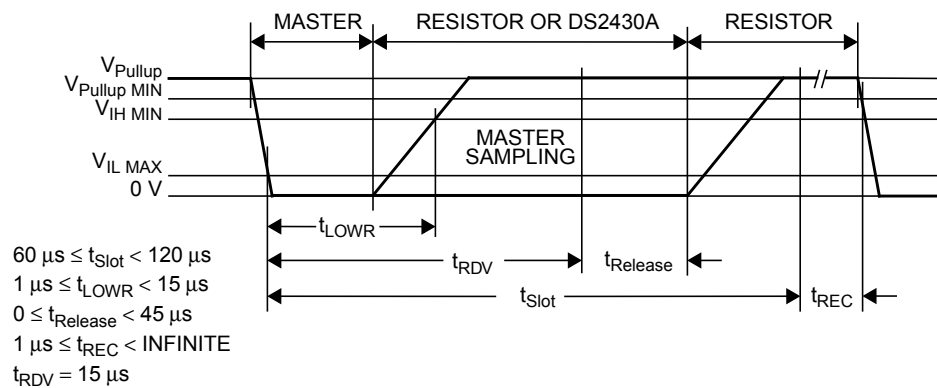 MASTER RESISTOR OR DS2430A RESISTOR
VPullup
VPullup MIN
VIH MIN
MASTER
SAMPLING
VIL MAX
0 V
tLOWR
tRDV tRelease
tSlot tREC
60 μs ≤ tSlot < 120 μs
1 μs ≤ tLOWR < 15 μs
0 ≤ tRelease < 45 μs
1 μs ≤ tREC < INFINITE
tRDV = 15 μs